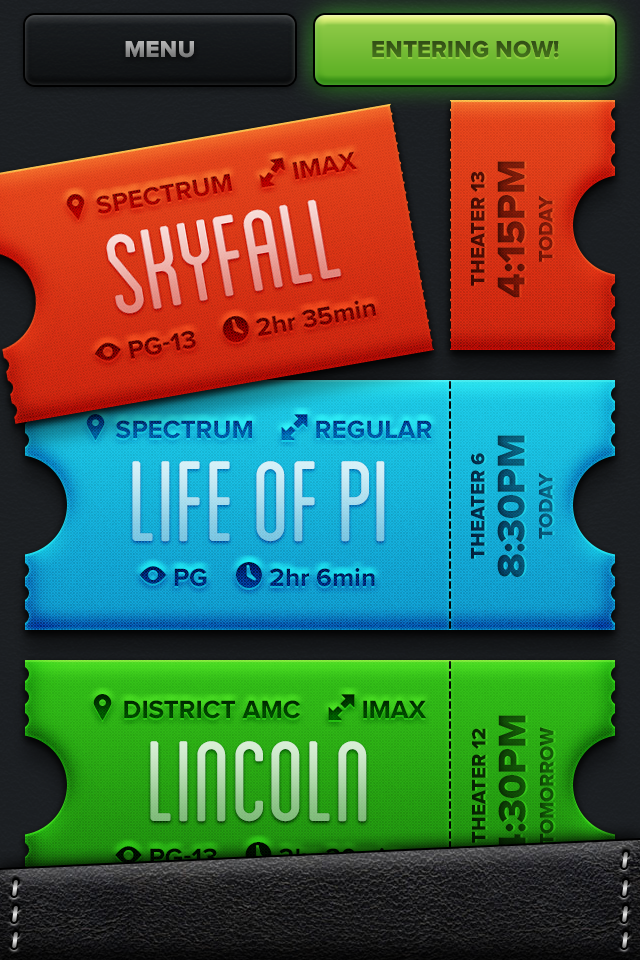 MENU
ENTERING NOW!
SPECTRUM IMAX
SKYFALL
PG-13 2hr 35min
THEATER 13
4:15PM
TODAY
SPECTRUM REGULAR
LIFE OF PI
PG 2hr 6min
THEATER 6
8:30PM
TODAY
DISTRICT AMC IMAX
LINCOLN
PG-13
THEATER 12
4:30PM
TOMORROW